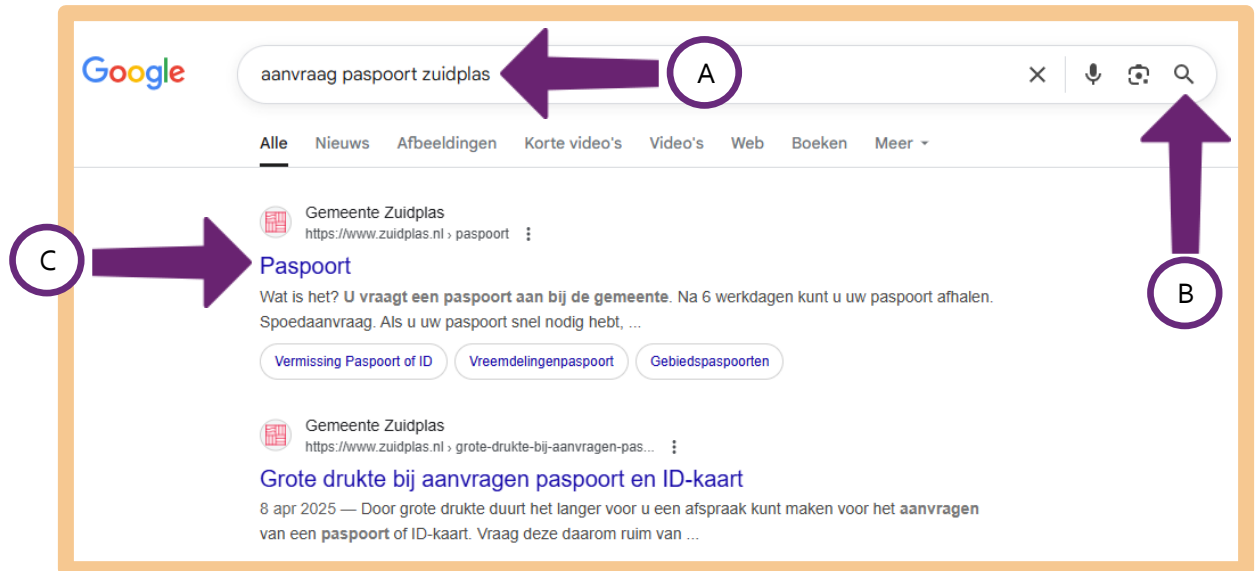 Google
aanvraag paspoort zuidplas
A
Alle Nieuws Afbeeldingen Korte video's Video's Web Boeken Meer
Gemeente Zuidplas
https://www.zuidplas.nl › paspoort
C
Paspoort
B
Wat is het? U vraagt een paspoort aan bij de gemeente. Na 6 werkdagen kunt u uw paspoort afhalen.
Spoedaanvraag. Als u uw paspoort snel nodig hebt, ...
Vermissing Paspoort of ID Vreemdelingenpaspoort Gebiedspaspoorten
Gemeente Zuidplas
https://www.zuidplas.nl › grote-drukte-bij-aanvragen-pas...
Grote drukte bij aanvragen paspoort en ID-kaart
8 apr 2025 — Door grote drukte duurt het langer voor u een afspraak kunt maken voor het aanvragen
van een paspoort of ID-kaart. Vraag deze daarom ruim van ...